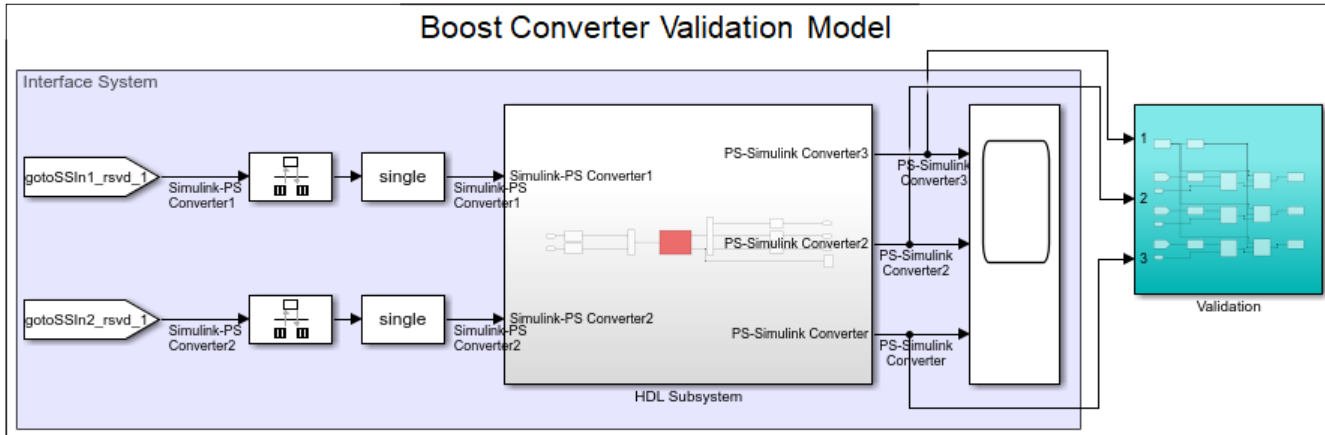 Boost Converter Validation Model
Interface System
gotoSSIn1_rsvd_1
Simulink-PS
Converter1
single
Simulink-PS
Converter1
Simulink-PS Converter1
PS-Simulink Converter3
PS-Simulink
Converter3
1
2
3
Validation
PS-Simulink Converter2
PS-Simulink
Converter2
gotoSSIn2_rsvd_1
Simulink-PS
Converter2
single
Simulink-PS
Converter2
Simulink-PS Converter2
PS-Simulink Converter
PS-Simulink
Converter
HDL Subsystem